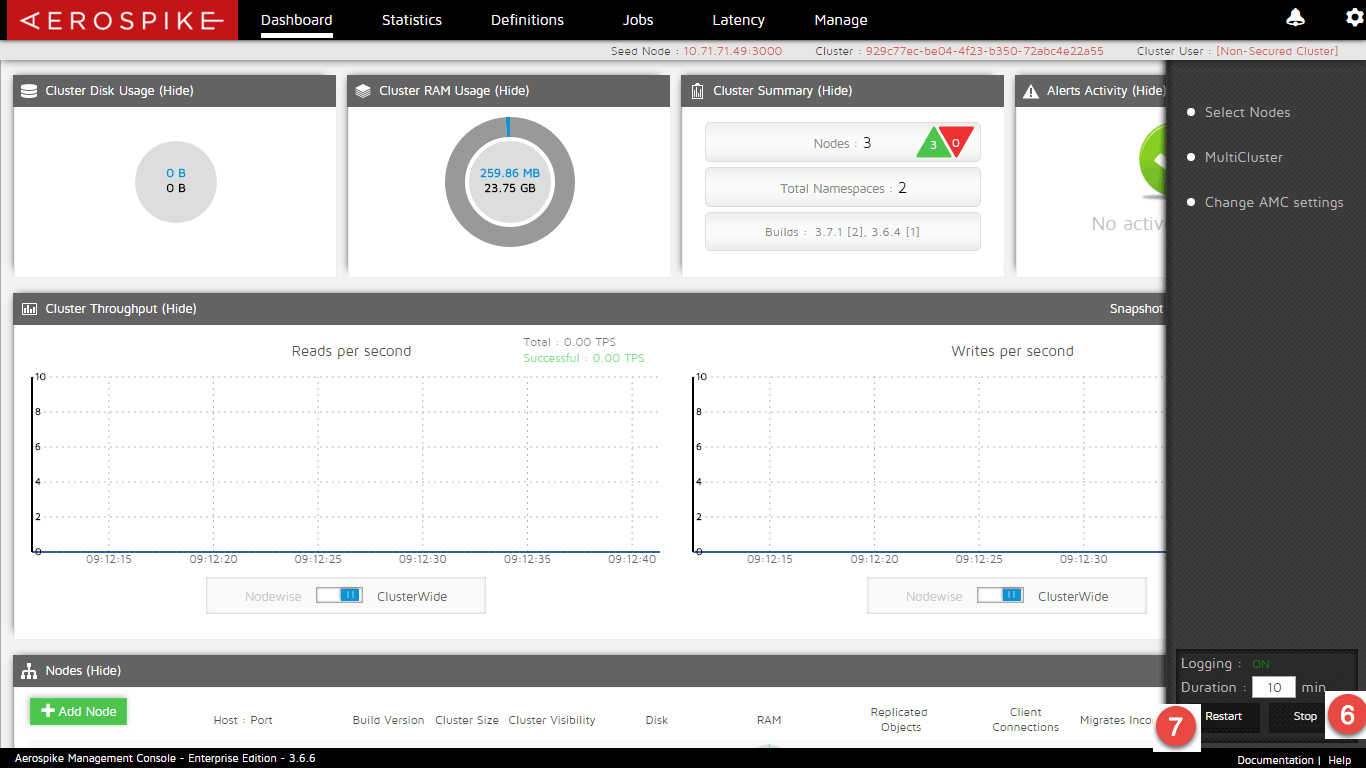 AEROSPIKE Dashboard Statistics Definitions Jobs Latency Manage
Seed Node : 10.71.71.49:3000 Cluster : 929c77ec-be04-4f23-b350-72abc4e22a55 Cluster User : [Non-Secured Cluster]
Cluster Disk Usage (Hide)
0 B
0 B
Cluster RAM Usage (Hide)
259.86 MB
23.75 GB
Cluster Summary (Hide)
Nodes : 3 3 0
Total Namespaces : 2
Builds : 3.7.1 [2], 3.6.4 [1]
Alerts Activity (Hide)
No activ
Select Nodes
MultiCluster
Change AMC settings
Cluster Throughput (Hide) Snapshot
Reads per second
Total : 0.00 TPS
Successful : 0.00 TPS
10
8
6
4
2
0
09:12:15 09:12:20 09:12:25 09:12:30 09:12:35 09:12:40
Nodewise ClusterWide
Writes per second
10
8
6
4
2
0
09:12:15 09:12:20 09:12:25 09:12:30
Nodewise ClusterWide
Nodes (Hide)
Add Node
Host : Port Build Version Cluster Size Cluster Visibility Disk RAM Replicated Objects Client Connections Migrates Inco
Logging : ON
Duration : 10 min
7 Restart Stop 6
Aerospike Management Console - Enterprise Edition - 3.6.6 Documentation | Help